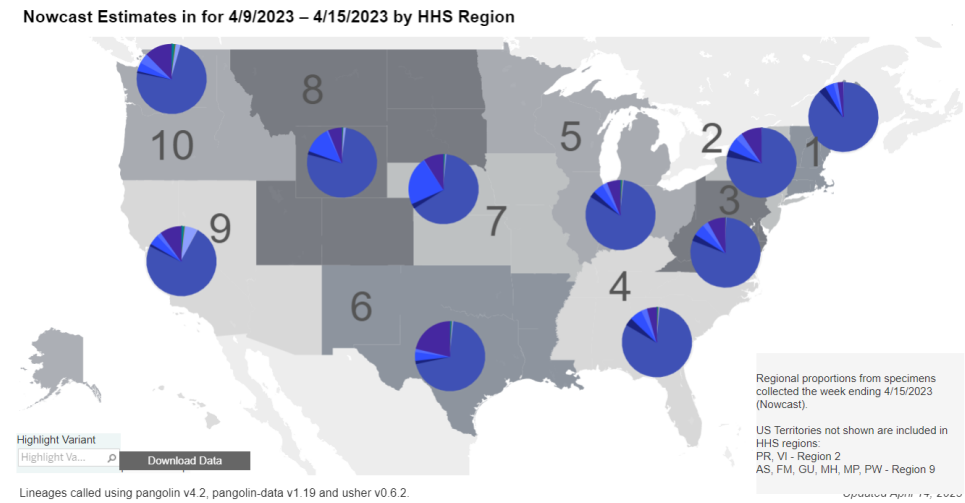 Nowcast Estimates in for 4/9/2023 – 4/15/2023 by HHS Region
8
10
5
2
1
3
9
7
4
6
Regional proportions from specimens
collected the week ending 4/15/2023
(Nowcast).
US Territories not shown are included in
HHS regions:
PR, VI - Region 2
AS, FM, GU, MH, MP, PW - Region 9
Highlight Variant
Highlight Va...
Download Data
Lineages called using pangolin v4.2, pangolin-data v1.19 and usher v0.6.2.
Updated April 14, 2023